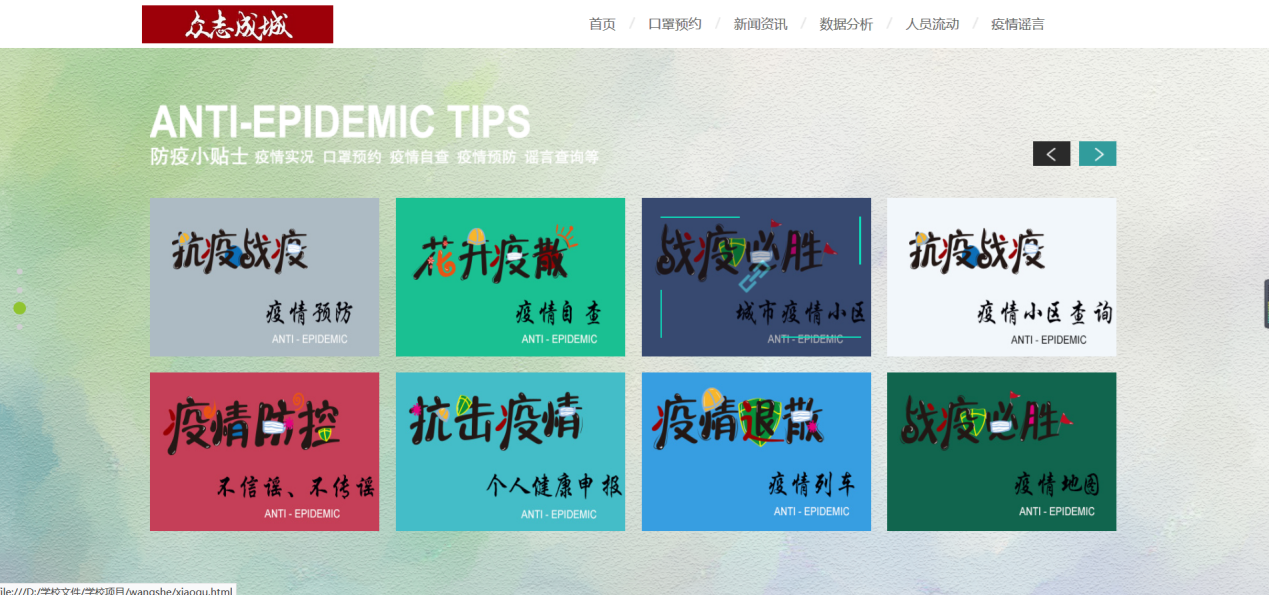 众志成城
首页 / 口罩预约 / 新闻资讯 / 数据分析 / 人员流动 / 疫情谣言
ANTI-EPIDEMIC TIPS
防疫小贴士 疫情实况 口罩预约 疫情自查 疫情预防 谣言查询等
抗疫战疫
疫情预防
ANTI - EPIDEMIC
花开疫散
疫情自查
ANTI - EPIDEMIC
战疫必胜
城市疫情小区
ANTI - EPIDEMIC
抗疫战疫
疫情小区查询
ANTI - EPIDEMIC
疫情防控
不信谣、不传谣
ANTI - EPIDEMIC
抗击疫情
个人健康申报
ANTI - EPIDEMIC
疫情退散
疫情列车
ANTI - EPIDEMIC
战疫必胜
疫情地图
ANTI - EPIDEMIC
ile:///D:/学校文件/学校项目/wangshe/xiaoqu.html